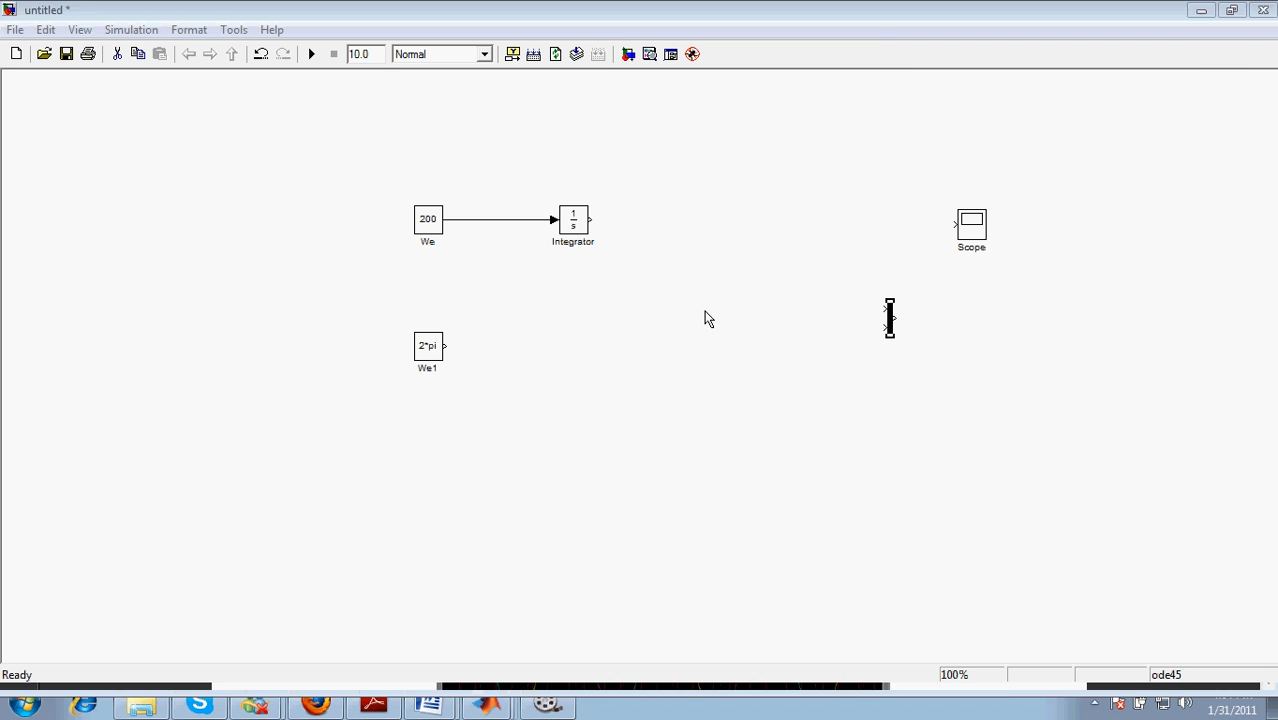 untitled *
File Edit View Simulation Format Tools Help
10.0 Normal
200
We
1
s
Integrator
Scope
2*pi
We1
Ready 100% ode45
1/31/2011